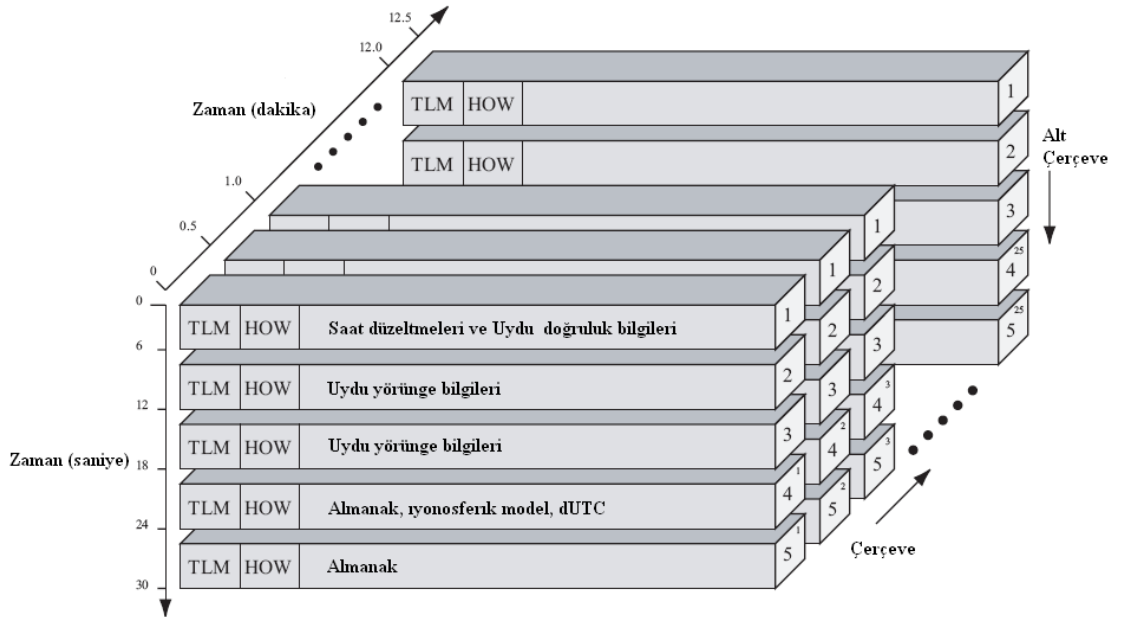 12.5
12.0
Zaman (dakika)
1.0
0.5
0
TLM HOW 1
TLM HOW 2
3
4 25
5 25
Alt
Çerçeve
1
2
3
4 3
5 3
1
2
3
4 2
5 2
0
6
12
18
24
30
Zaman (saniye)
TLM HOW Saat düzeltmeleri ve Uydu doğruluk bilgileri 1
TLM HOW Uydu yörünge bilgileri 2
TLM HOW Uydu yörünge bilgileri 3
TLM HOW Almanak, ıyonosferık model, dUTC 4 1
TLM HOW Almanak 5 1
Çerçeve